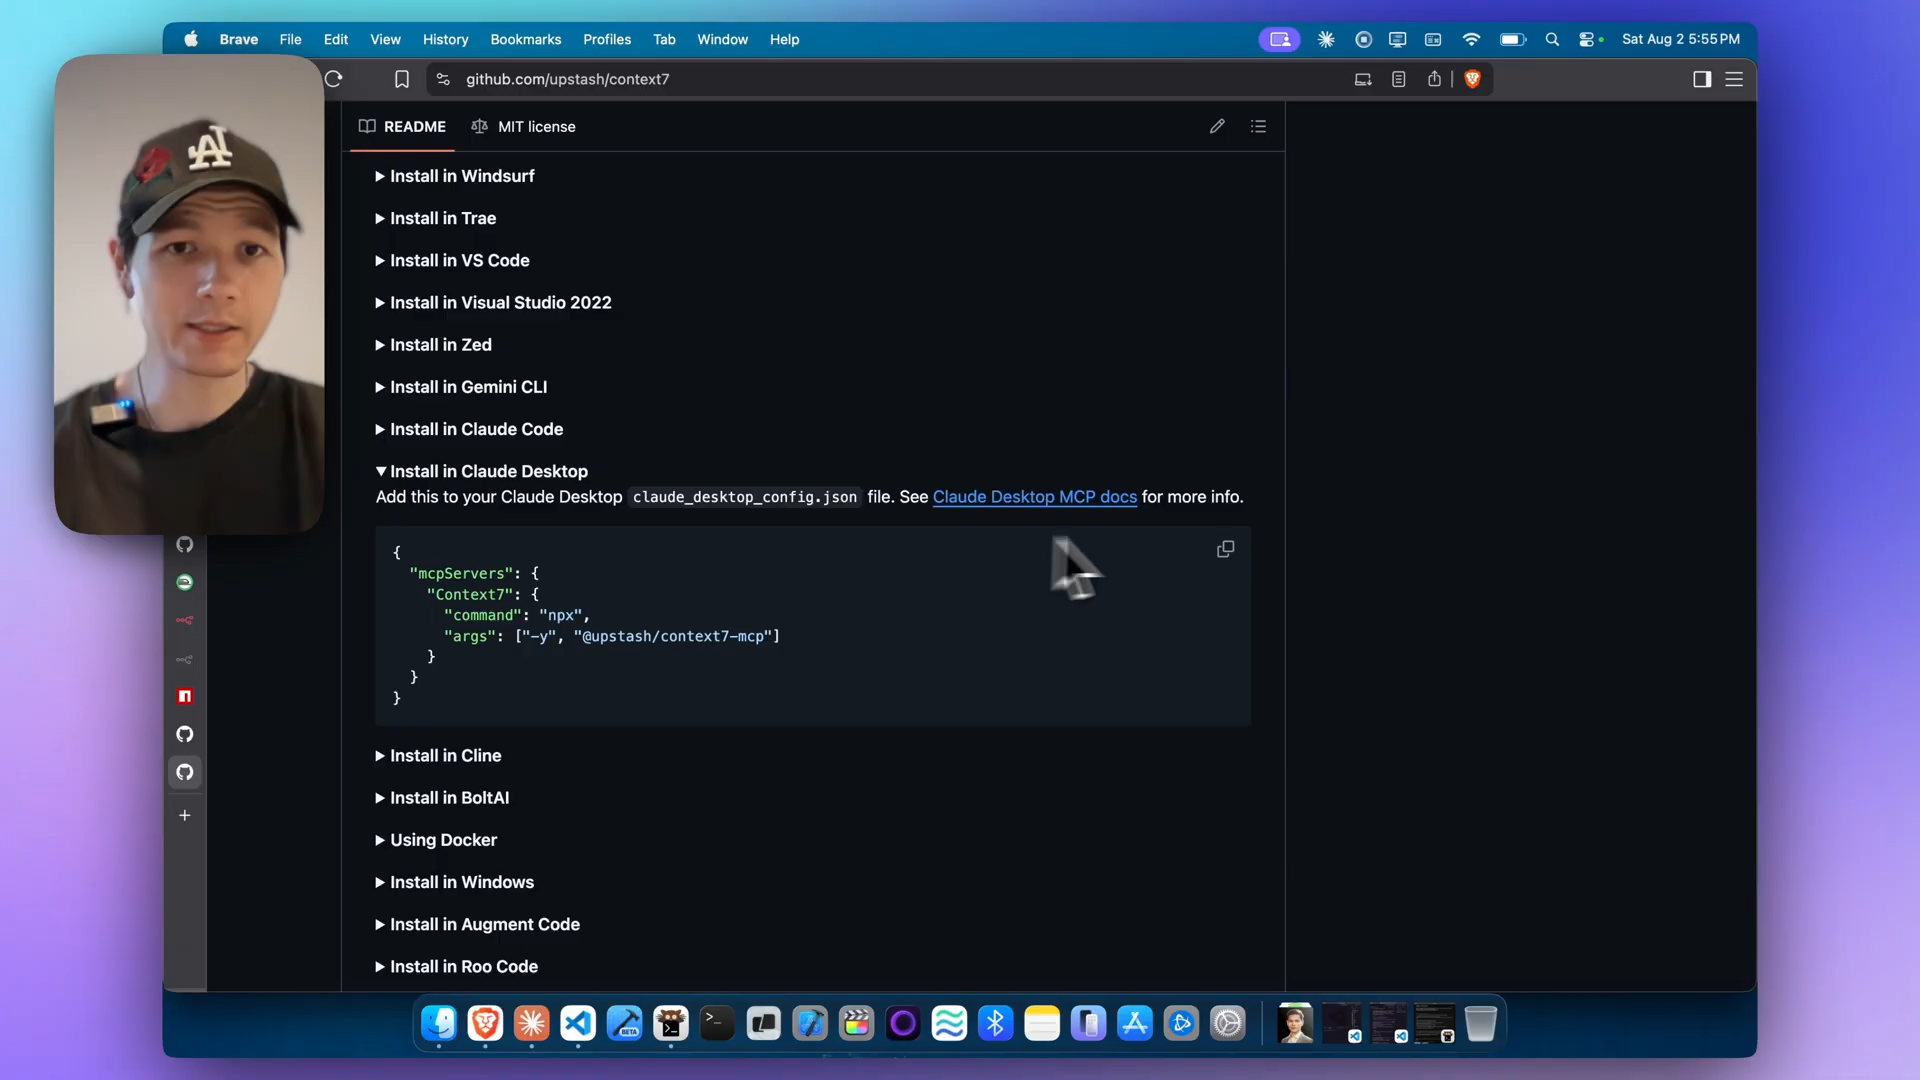 Brave File Edit View History Bookmarks Profiles Tab Window Help Sat Aug 2 5:55 PM
github.com/upstash/context7
README MIT license
Install in Windsurf
Install in Trae
Install in VS Code
Install in Visual Studio 2022
Install in Zed
Install in Gemini CLI
Install in Claude Code
Install in Claude Desktop
Add this to your Claude Desktop claude_desktop_config.json file. See Claude Desktop MCP docs for more info.
{
"mcpServers": {
"Context7": {
"command": "npx",
"args": ["-y", "@upstash/context7-mcp"]
}
}
}
Install in Cline
Install in BoltAI
Using Docker
Install in Windows
Install in Augment Code
Install in Roo Code
BETA